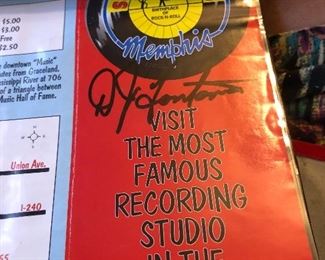 $5.00
$3.00
Free
$2.50
downtown "Music"
utes from Graceland,
ississippi River at 706
of a triangle between
Music Hall of Fame.
Union Ave.
I-240
BIRTHPLACE OF
ROCK-N-ROLL
Memphis
VISIT
THE MOST
FAMOUS
RECORDING
STUDIO
IN THE